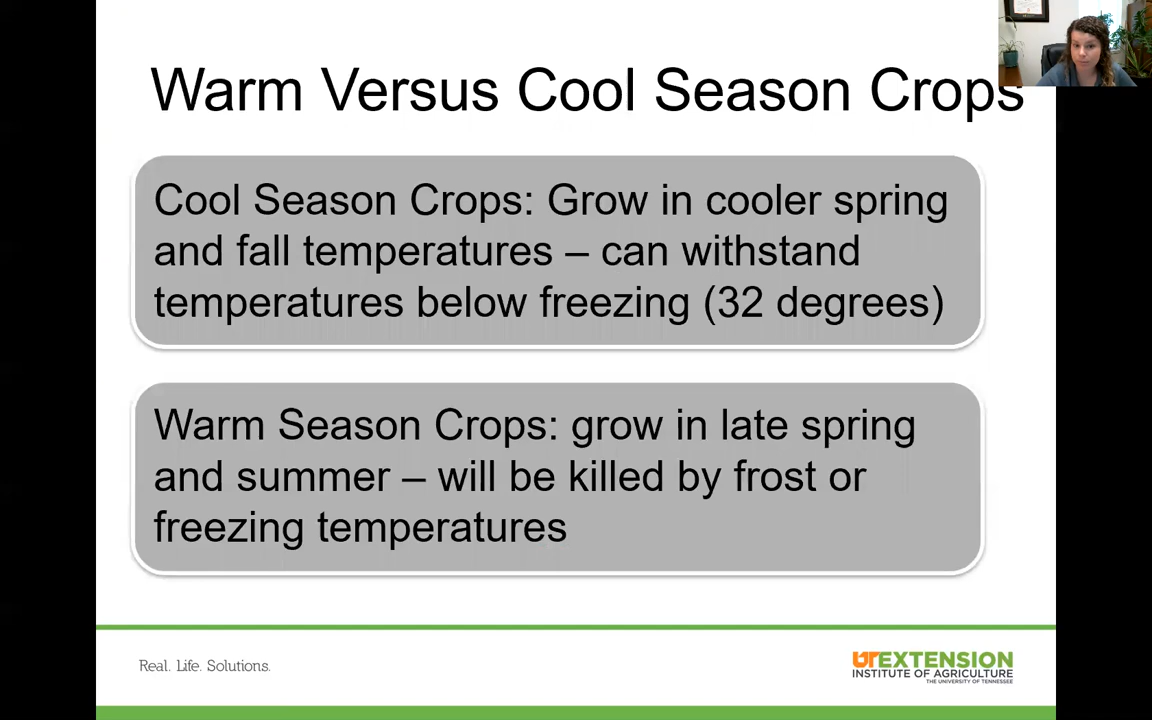 Warm Versus Cool Season Crops
Cool Season Crops: Grow in cooler spring
and fall temperatures – can withstand
temperatures below freezing (32 degrees)
Warm Season Crops: grow in late spring
and summer – will be killed by frost or
freezing temperatures
Real. Life. Solutions.
UTEXTENSION
INSTITUTE OF AGRICULTURE
THE UNIVERSITY OF TENNESSEE